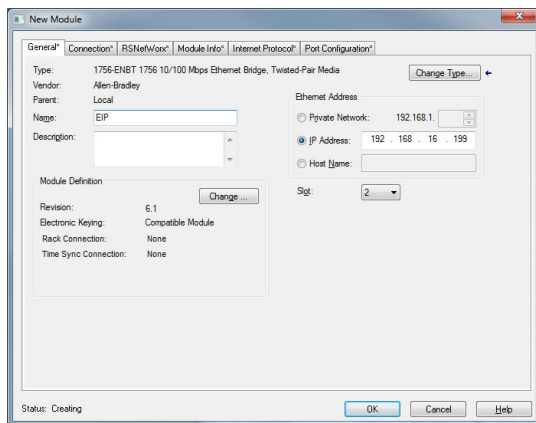 New Module
General* Connection* RSNetWorx* Module Info* Internet Protocol* Port Configuration*
Type: 1756-ENBT 1756 10/100 Mbps Ethernet Bridge, Twisted-Pair Media Change Type...
Vendor: Allen-Bradley
Parent: Local Ethernet Address
Name: EIP Private Network: 192.168.1.
Description: IP Address: 192 . 168 . 16 . 199
Host Name:
Module Definition Slot: 2
Change ...
Revision: 6.1
Electronic Keying: Compatible Module
Rack Connection: None
Time Sync Connection: None
Status: Creating OK Cancel Help